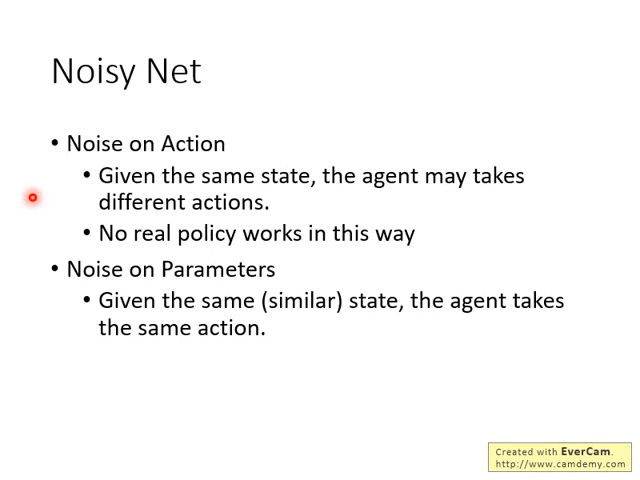 Noisy Net
• Noise on Action
• Given the same state, the agent may takes
different actions.
• No real policy works in this way
• Noise on Parameters
• Given the same (similar) state, the agent takes
the same action.
Created with EverCam.
http://www.camdemy.com